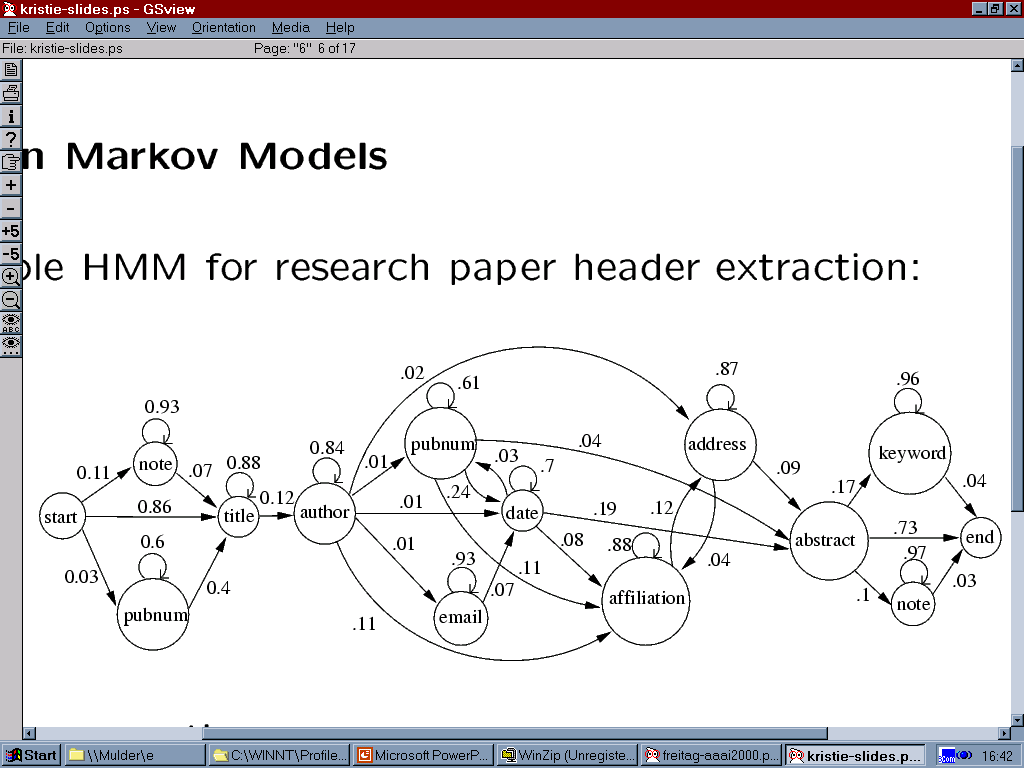 kristie-slides.ps - GSview
File Edit Options View Orientation Media Help
File: kristie-slides.ps Page: "6" 6 of 17
i
?
+
-
+5
-5
n Markov Models
ole HMM for research paper header extraction:
.02
.87
.96
.61
0.93
pubnum
.04
address
keyword
0.84
note
0.88
.01
.03
.7
.09
0.11
.07
.24
.17
.04
0.86
title
0.12
author
.01
date
.19
.12
start
abstract
.73
end
0.6
.01
.93
.08
.88
.04
.97
0.03
0.4
.07
.11
affiliation
.1
note
.03
pubnum
.11
email
Start \\Mulder\e C:\WINNT\Profile... Microsoft PowerP... WinZip (Unregiste... freitag-aaai2000.p... kristie-slides.p... 16:42